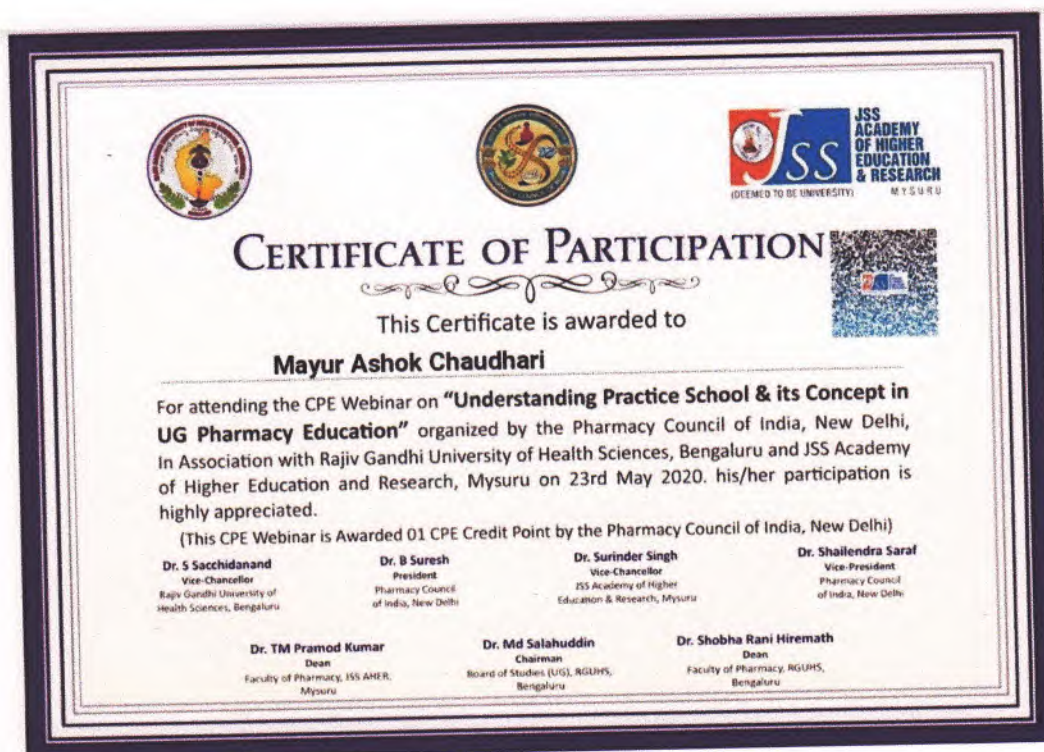 JSS
JSS
ACADEMY
OF HIGHER
EDUCATION
& RESEARCH
(DEEMED TO BE UNIVERSITY) MYSURU
CERTIFICATE OF PARTICIPATION
This Certificate is awarded to
Mayur Ashok Chaudhari
For attending the CPE Webinar on "Understanding Practice School & its Concept in
UG Pharmacy Education" organized by the Pharmacy Council of India, New Delhi,
In Association with Rajiv Gandhi University of Health Sciences, Bengaluru and JSS Academy
of Higher Education and Research, Mysuru on 23rd May 2020. his/her participation is
highly appreciated.
(This CPE Webinar is Awarded 01 CPE Credit Point by the Pharmacy Council of India, New Delhi)
Dr. S Sacchidanand
Vice-Chancellor
Rajiv Gandhi University of
Health Sciences, Bengaluru
Dr. B Suresh
President
Pharmacy Council
of India, New Delhi
Dr. Surinder Singh
Vice-Chancellor
JSS Academy of Higher
Education & Research, Mysuru
Dr. Shailendra Saraf
Vice-President
Pharmacy Council
of India, New Delhi
Dr. TM Pramod Kumar
Dean
Faculty of Pharmacy, JSS AHER,
Mysuru
Dr. Md Salahuddin
Chairman
Board of Studies (UG), RGUHS,
Bengaluru
Dr. Shobha Rani Hiremath
Dean
Faculty of Pharmacy, RGUHS,
Bengaluru